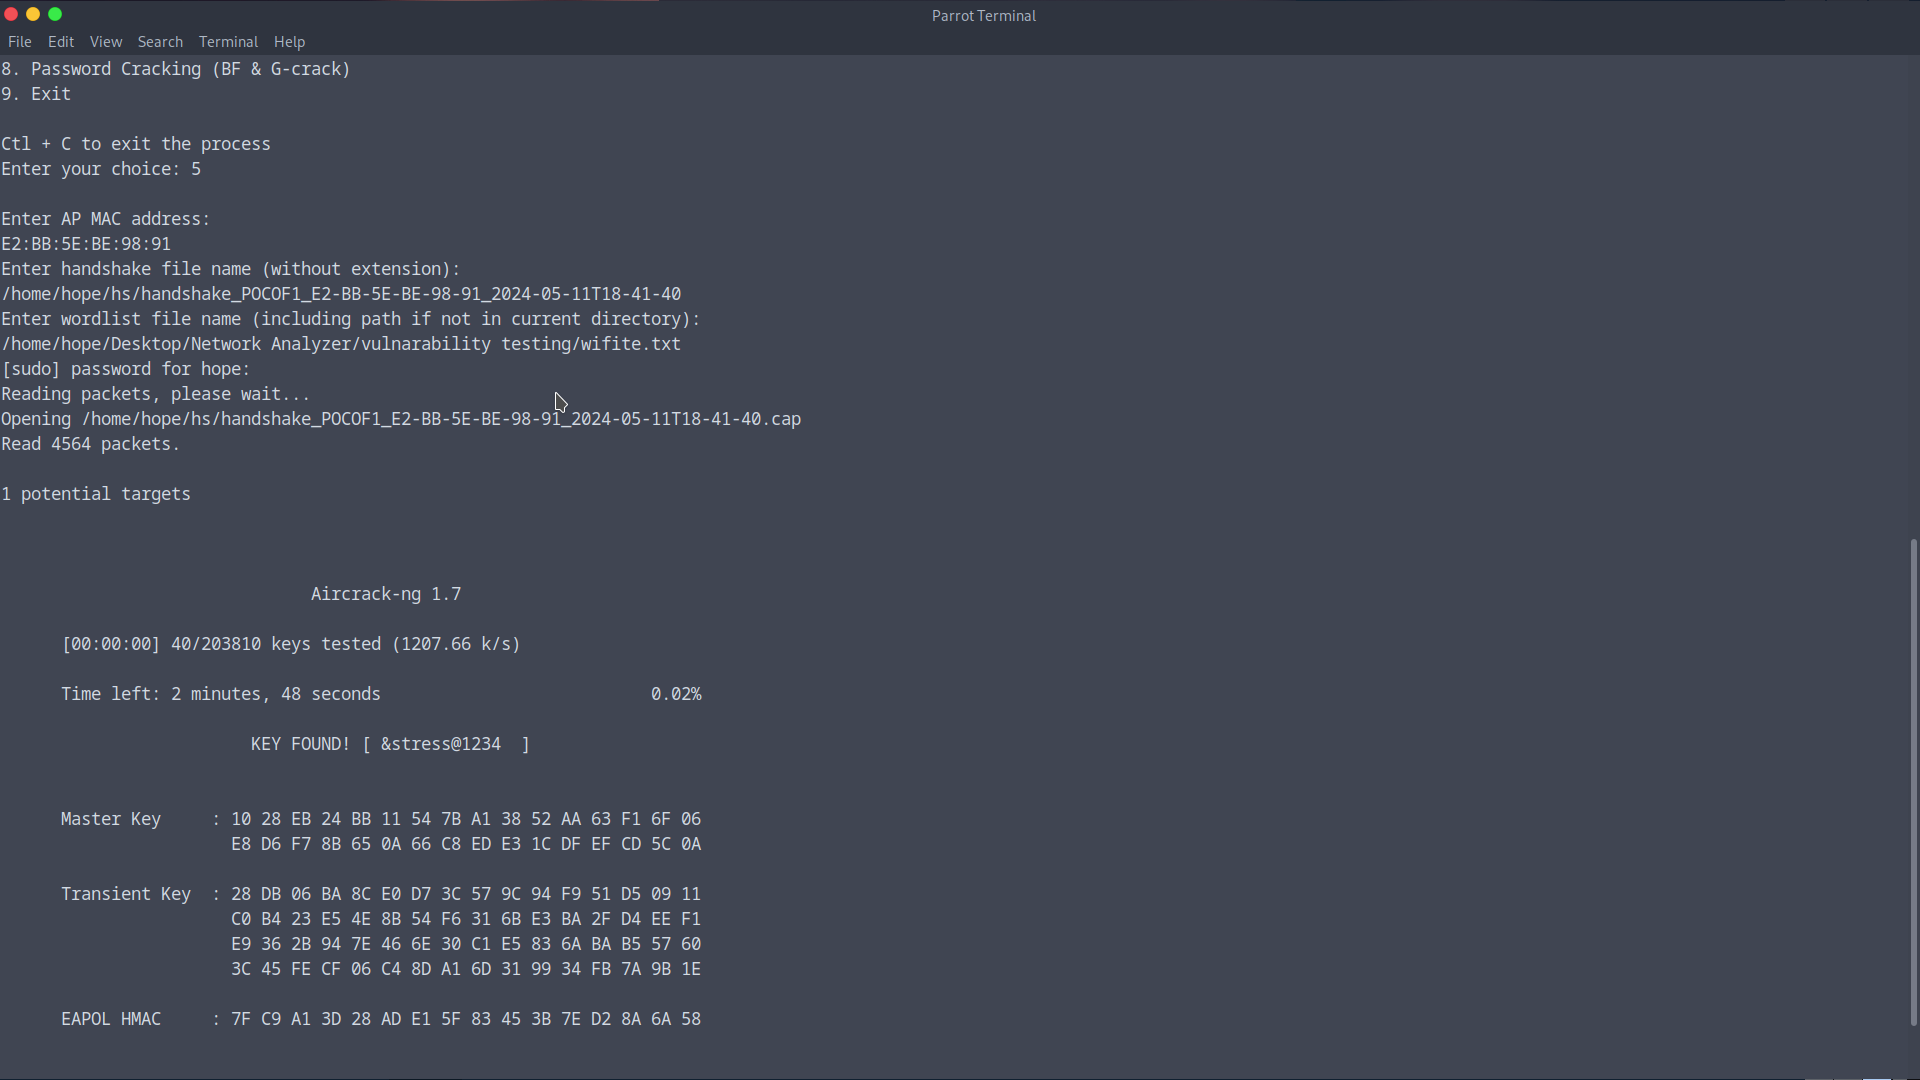 Parrot Terminal
File Edit View Search Terminal Help
8. Password Cracking (BF & G-crack)
9. Exit
Ctl + C to exit the process
Enter your choice: 5
Enter AP MAC address:
E2:BB:5E:BE:98:91
Enter handshake file name (without extension):
/home/hope/hs/handshake_POCOF1_E2-BB-5E-BE-98-91_2024-05-11T18-41-40
Enter wordlist file name (including path if not in current directory):
/home/hope/Desktop/Network Analyzer/vulnarability testing/wifite.txt
[sudo] password for hope:
Reading packets, please wait...
Opening /home/hope/hs/handshake_POCOF1_E2-BB-5E-BE-98-91_2024-05-11T18-41-40.cap
Read 4564 packets.
1 potential targets
Aircrack-ng 1.7
[00:00:00] 40/203810 keys tested (1207.66 k/s)
Time left: 2 minutes, 48 seconds 0.02%
KEY FOUND! [ &stress@1234  ]
Master Key : 10 28 EB 24 BB 11 54 7B A1 38 52 AA 63 F1 6F 06
E8 D6 F7 8B 65 0A 66 C8 ED E3 1C DF EF CD 5C 0A
Transient Key : 28 DB 06 BA 8C E0 D7 3C 57 9C 94 F9 51 D5 09 11
C0 B4 23 E5 4E 8B 54 F6 31 6B E3 BA 2F D4 EE F1
E9 36 2B 94 7E 46 6E 30 C1 E5 83 6A BA B5 57 60
3C 45 FE CF 06 C4 8D A1 6D 31 99 34 FB 7A 9B 1E
EAPOL HMAC : 7F C9 A1 3D 28 AD E1 5F 83 45 3B 7E D2 8A 6A 58